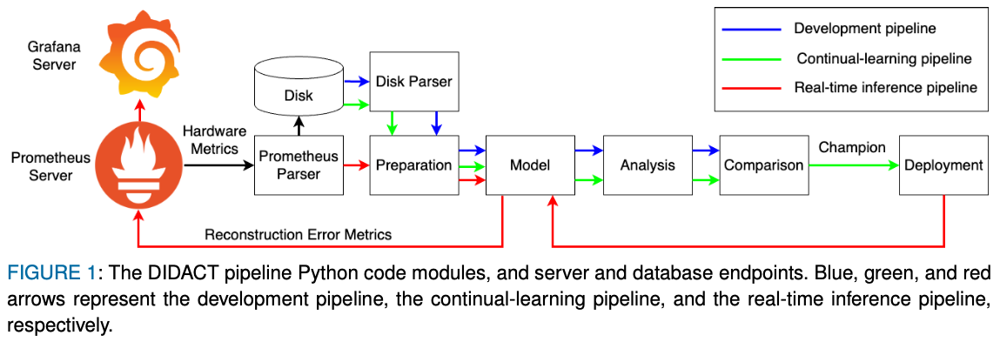 Grafana
Server
Disk
Disk Parser
Development pipeline
Continual-learning pipeline
Real-time inference pipeline
Prometheus
Server
Hardware
Metrics
Prometheus
Parser
Preparation
Model
Analysis
Comparison
Champion
Deployment
Reconstruction Error Metrics
FIGURE 1: The DIDACT pipeline Python code modules, and server and database endpoints. Blue, green, and red
arrows represent the development pipeline, the continual-learning pipeline, and the real-time inference pipeline,
respectively.